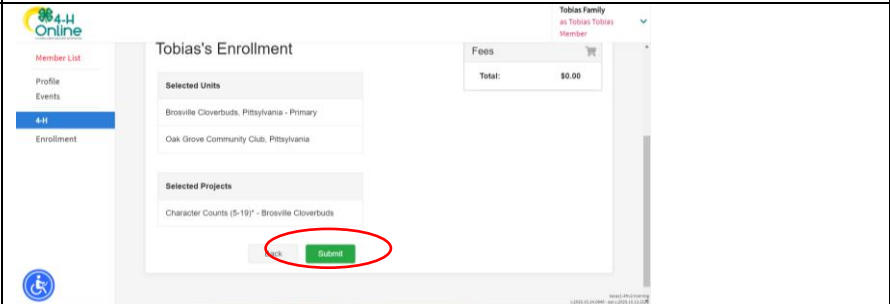 4-H
Online
Tobias Family
as Tobias Tobias
Member
Member List
Profile
Events
4-H
Enrollment
Tobias's Enrollment
Selected Units
Brosville Cloverbuds, Pittsylvania - Primary
Oak Grove Community Club, Pittsylvania
Selected Projects
Character Counts (5-19)* - Brosville Cloverbuds
Back
Submit
Fees
Total: $0.00